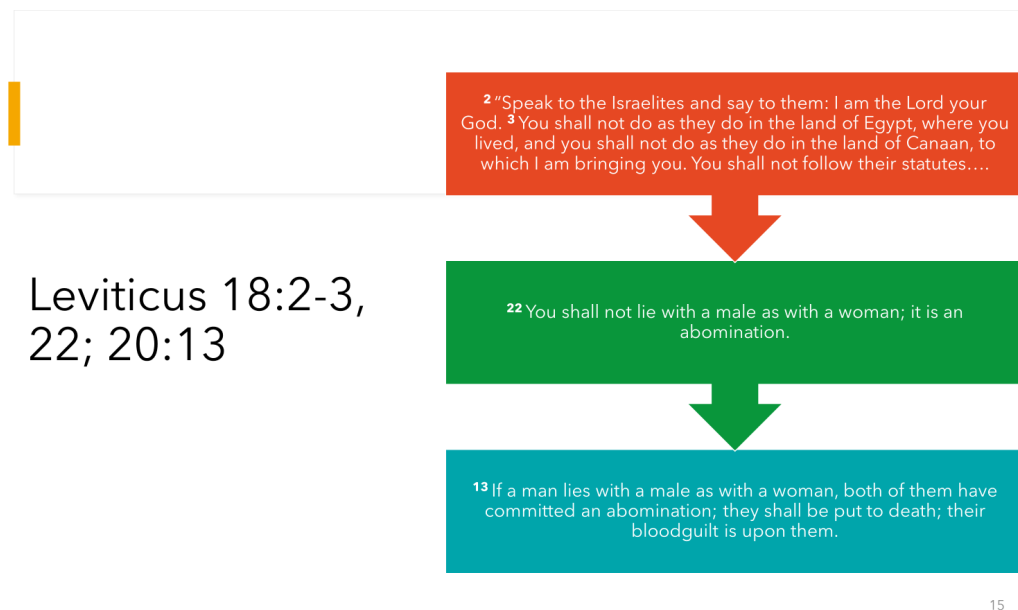 Leviticus 18:2-3,
22; 20:13
2 “Speak to the Israelites and say to them: I am the Lord your
God. 3 You shall not do as they do in the land of Egypt, where you
lived, and you shall not do as they do in the land of Canaan, to
which I am bringing you. You shall not follow their statutes….
22 You shall not lie with a male as with a woman; it is an
abomination.
13 If a man lies with a male as with a woman, both of them have
committed an abomination; they shall be put to death; their
bloodguilt is upon them.
15